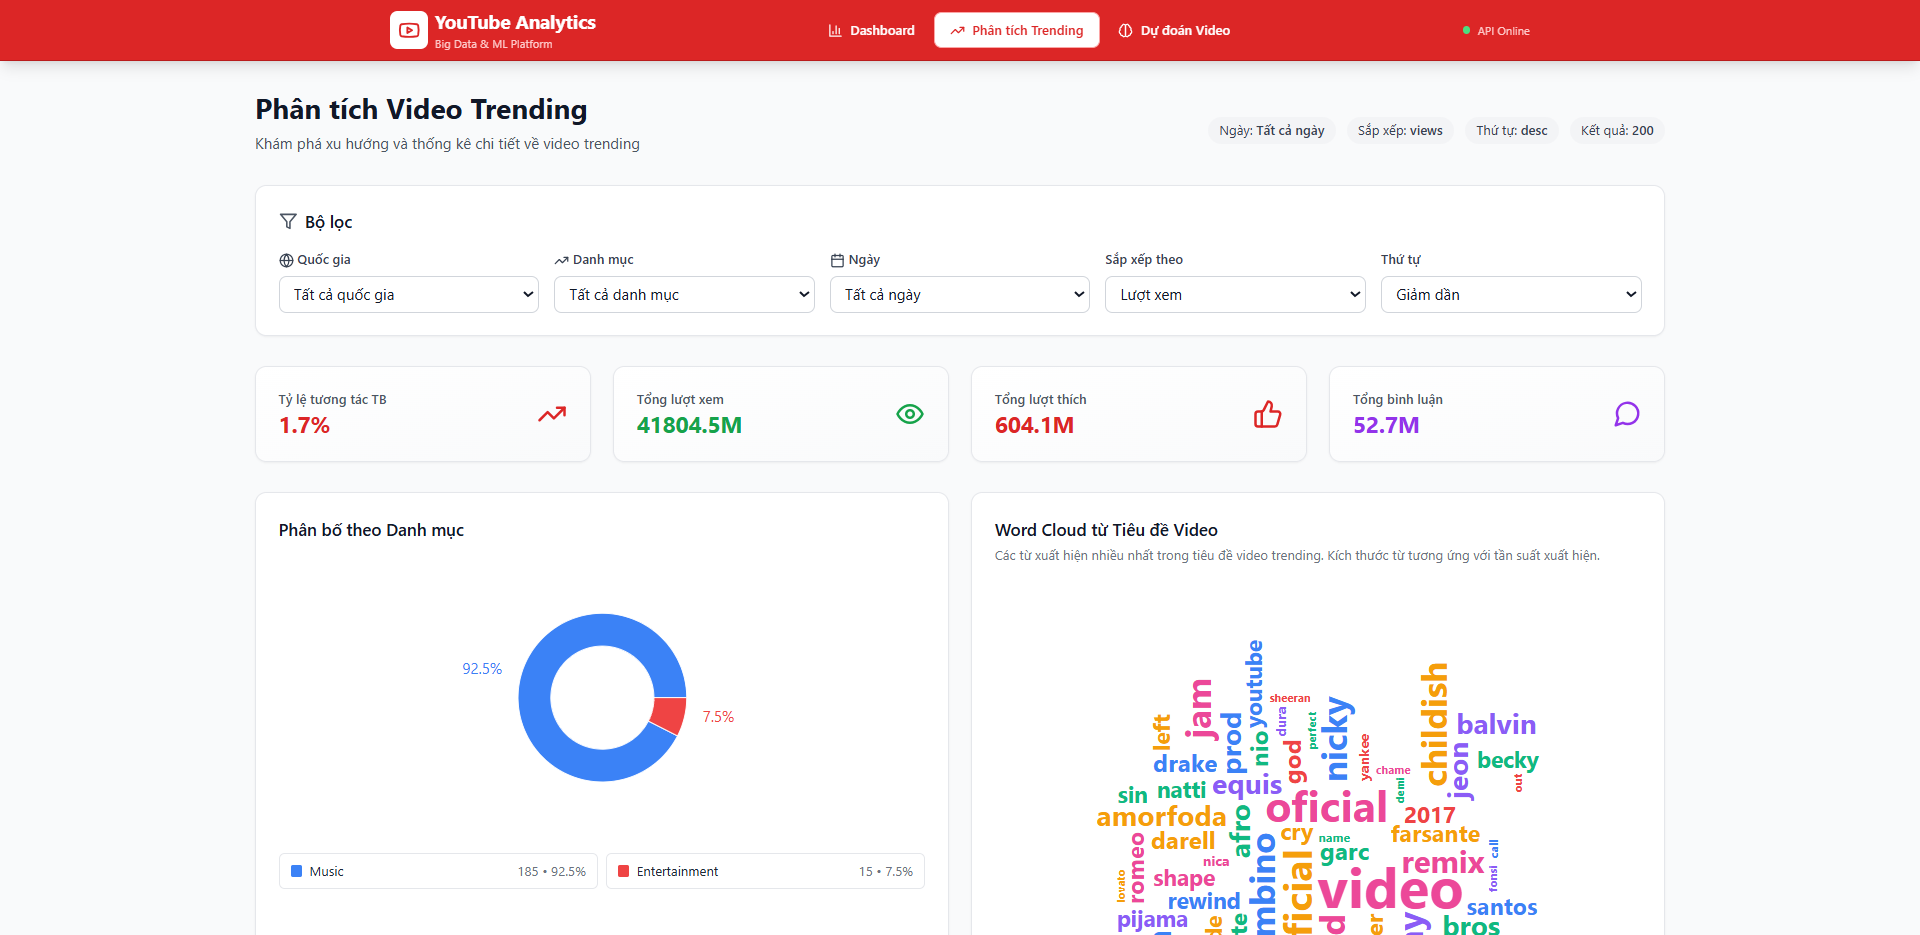 YouTube Analytics
Big Data & ML Platform
Dashboard
Phân tích Trending
Dự đoán Video
API Online
Phân tích Video Trending
Khám phá xu hướng và thống kê chi tiết về video trending
Ngày: Tất cả ngày
Sắp xếp: views
Thứ tự: desc
Kết quả: 200
Bộ lọc
Quốc gia
Danh mục
Ngày
Sắp xếp theo
Thứ tự
Tất cả quốc gia
Tất cả danh mục
Tất cả ngày
Lượt xem
Giảm dần
Tỷ lệ tương tác TB
1.7%
Tổng lượt xem
41804.5M
Tổng lượt thích
604.1M
Tổng bình luận
52.7M
Phân bố theo Danh mục
92.5%
7.5%
Music
185 • 92.5%
Entertainment
15 • 7.5%
Word Cloud từ Tiêu đề Video
Các từ xuất hiện nhiều nhất trong tiêu đề video trending. Kích thước từ tương ứng với tần suất xuất hiện.
youtube
childish
jam
sheeran
nicky
dura
perfect
left
prod
nio
god
yankee
balvin
jeon
becky
drake
chame
out
demi
equis
natti
sin
oficial
2017
amorfoda
afro
cry
farsante
darell
name
garc
call
romeo
nica
remix
mbino
ficial
video
fonsi
shape
lovato
rewind
santos
pijama
de
te
d
er
bros